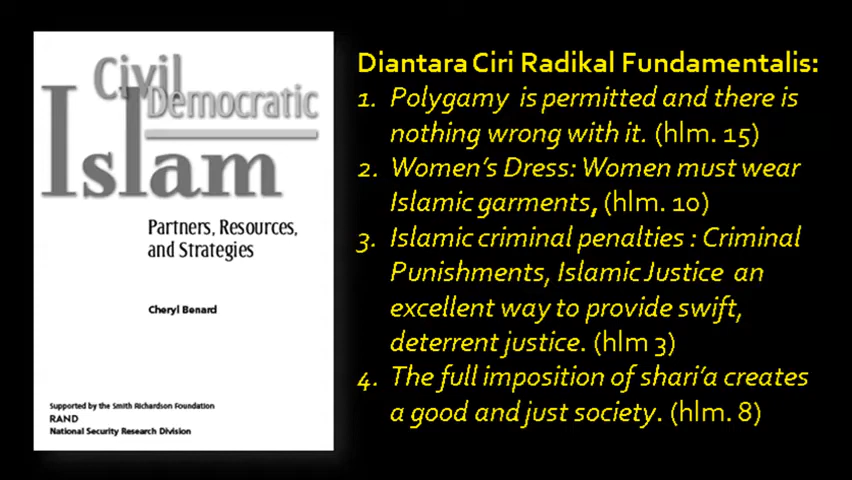 Civil
Democratic
Islam
Partners, Resources,
and Strategies
Cheryl Benard
Supported by the Smith Richardson Foundation
RAND
National Security Research Division
Diantara Ciri Radikal Fundamentalis:
1. Polygamy is permitted and there is
nothing wrong with it. (hlm. 15)
2. Women's Dress: Women must wear
Islamic garments, (hlm. 10)
3. Islamic criminal penalties : Criminal
Punishments, Islamic Justice an
excellent way to provide swift,
deterrent justice. (hlm 3)
4. The full imposition of shari'a creates
a good and just society. (hlm. 8)